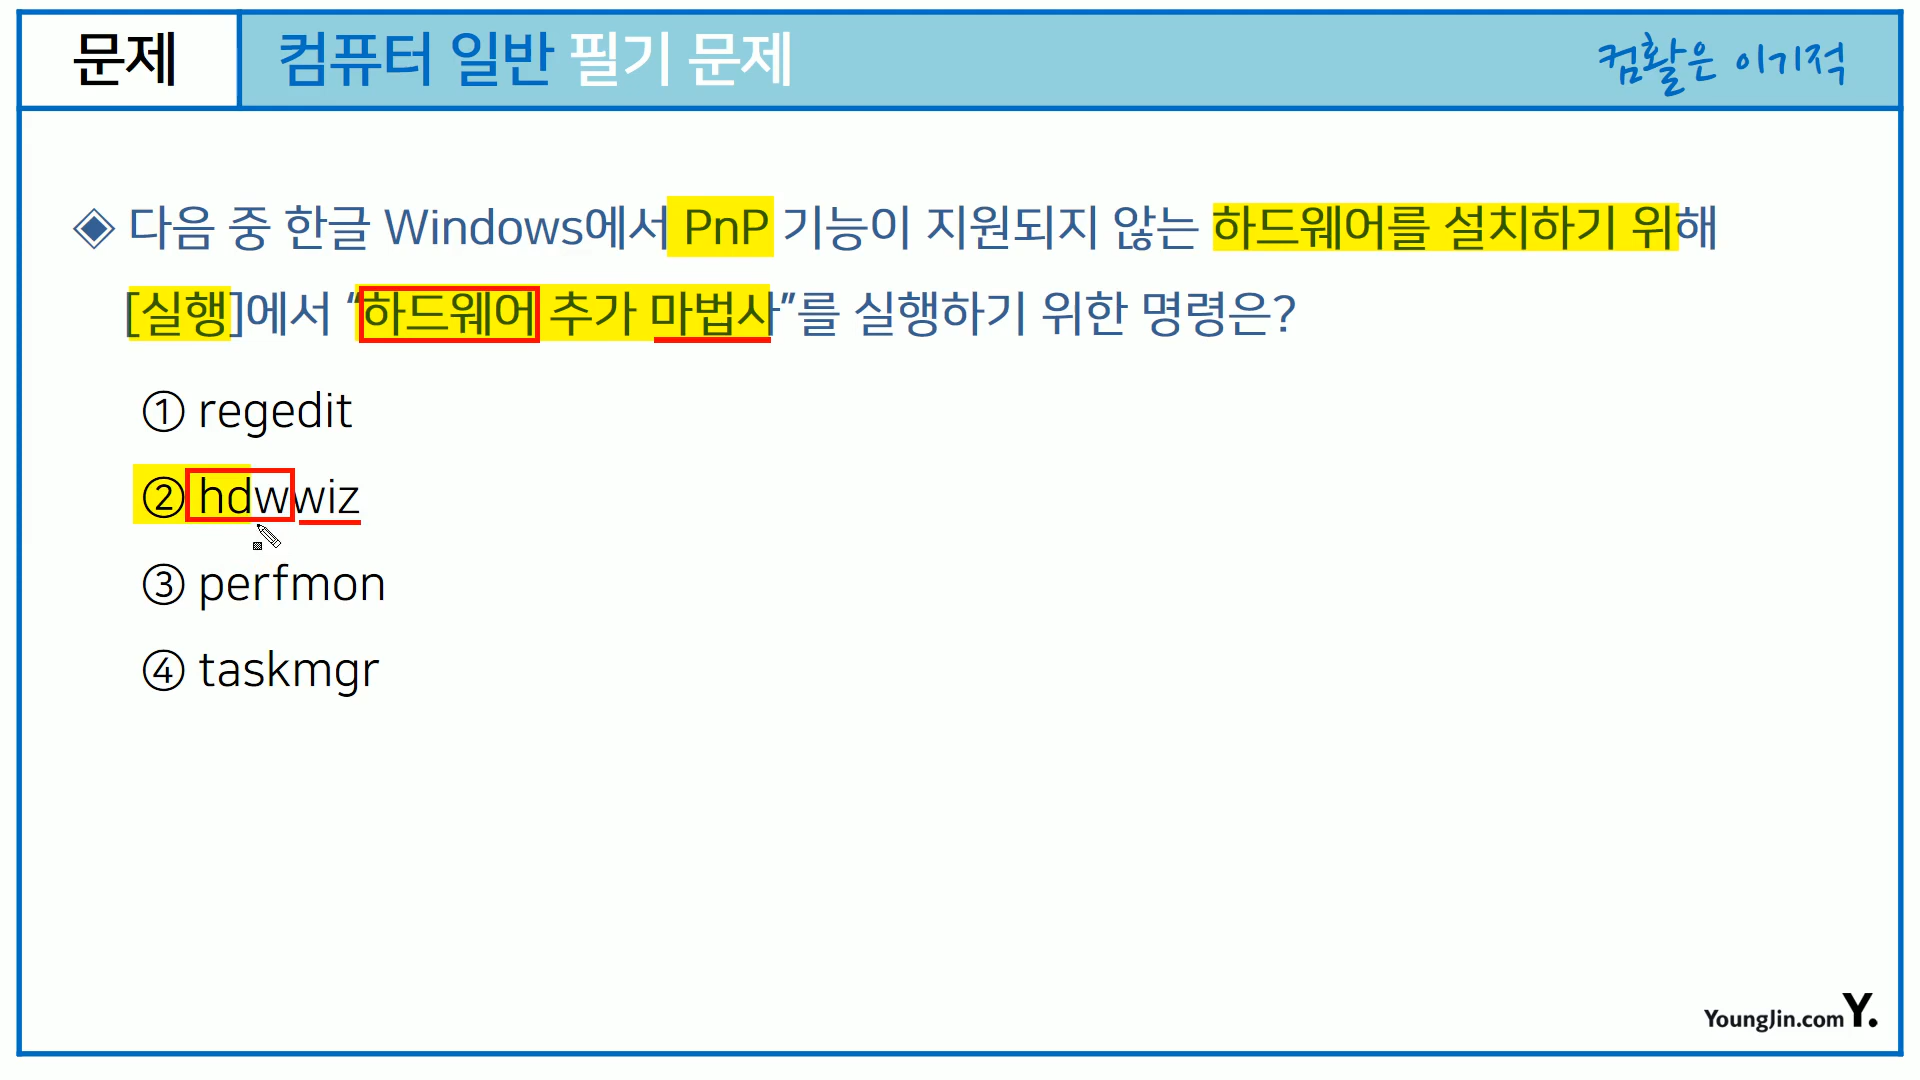 문제 컴퓨터 일반 필기 문제 컴활은 이기적
◈ 다음 중 한글 Windows에서 PnP 기능이 지원되지 않는 하드웨어를 설치하기 위해
[실행]에서 “하드웨어 추가 마법사”를 실행하기 위한 명령은?
① regedit
② hdwwiz
③ perfmon
④ taskmgr
YoungJin.com Y.